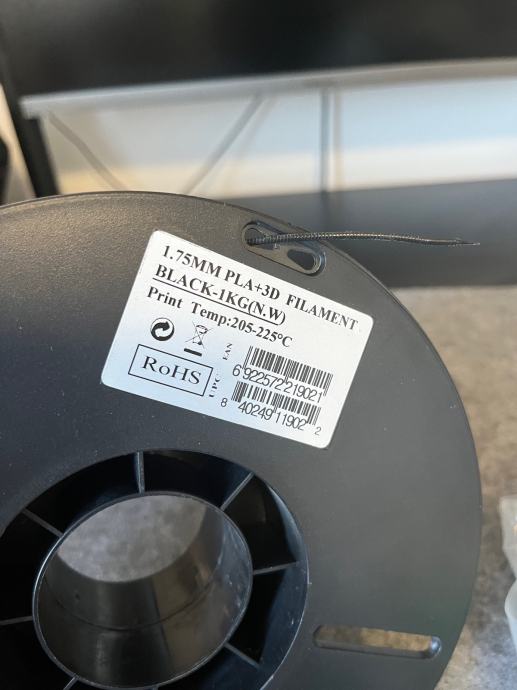 1.75MM PLA+3D FILAMENT
BLACK-1KG(N.W)
Print Temp:205-225°C
RoHS
EAN
6 922572 219021
UPC
8 40249 11902 2